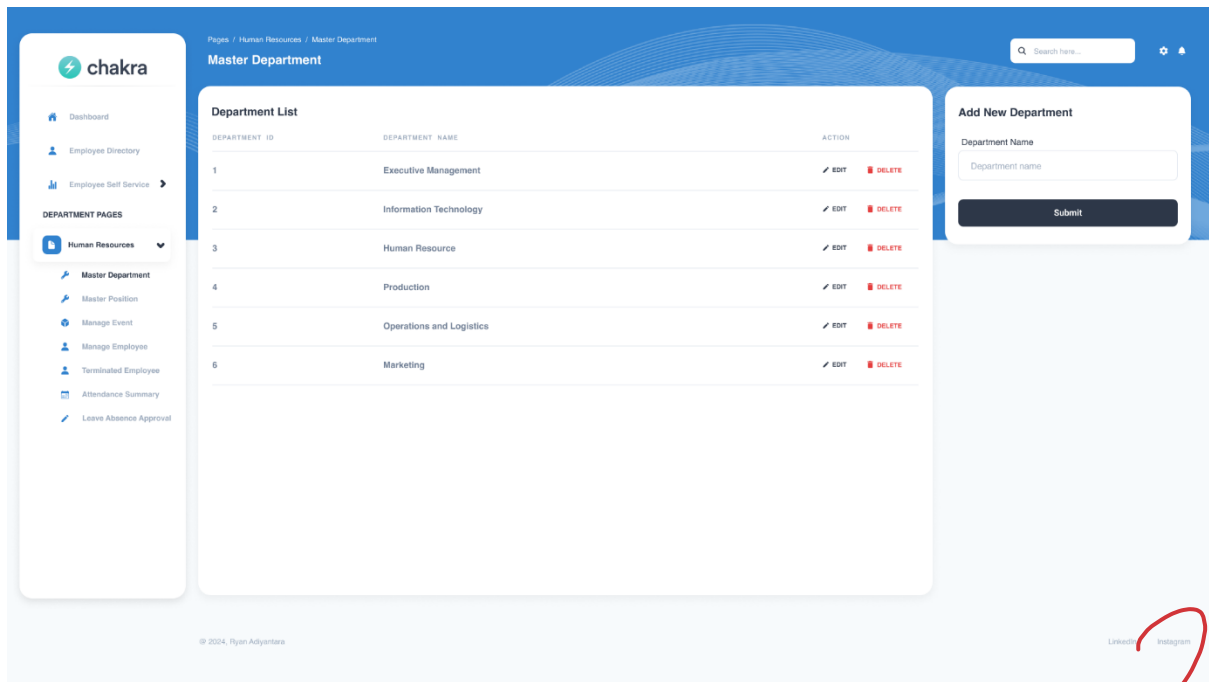 chakra
Dashboard
Employee Directory
Employee Self Service
DEPARTMENT PAGES
Human Resources
Master Department
Master Position
Manage Event
Manage Employee
Terminated Employee
Attendance Summary
Leave Absence Approval
Pages / Human Resources / Master Department
Master Department
Search here...
Department List
DEPARTMENT ID DEPARTMENT NAME ACTION
1 Executive Management EDIT DELETE
2 Information Technology EDIT DELETE
3 Human Resource EDIT DELETE
4 Production EDIT DELETE
5 Operations and Logistics EDIT DELETE
6 Marketing EDIT DELETE
Add New Department
Department Name
Department name
Submit
@ 2024, Ryan Adiyantara
LinkedIn Instagram